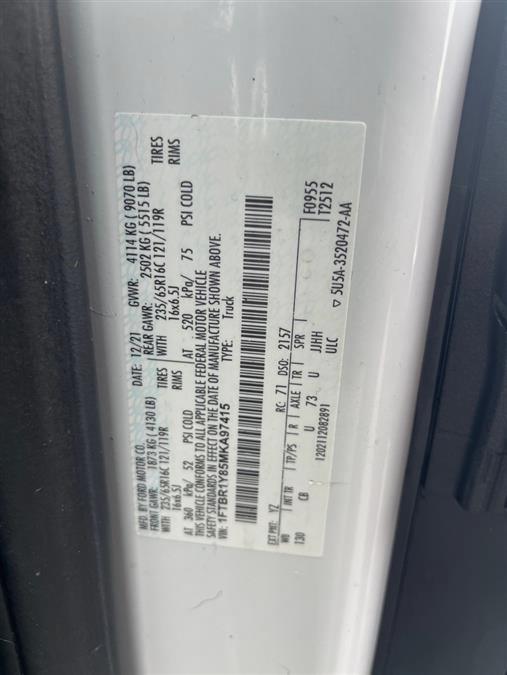 MFD. BY FORD MOTOR CO. DATE: 12/21 GVWR: 4114 KG ( 9070 LB)
FRONT GAWR: 1873 KG ( 4130 LB) REAR GAWR: 2502 KG ( 5515 LB)
WITH 235/65R16C 121/119R TIRES WITH 235/65R16C 121/119R TIRES
16x6.5J RIMS 16x6.5J RIMS
AT 360 kPa/ 52 PSI COLD AT 520 kPa/ 75 PSI COLD
THIS VEHICLE CONFORMS TO ALL APPLICABLE FEDERAL MOTOR VEHICLE
SAFETY STANDARDS IN EFFECT ON THE DATE OF MANUFACTURE SHOWN ABOVE.
VIN: 1FTBR1Y85MKA97415 TYPE: Truck
EXT PNT: YZ RC: 71 DSO: 2157 F0955
WB INT TR TP/PS R AXLE TR SPR T2512
130 CB U 73 U JJHH
1202112082891 ULC ▽ 5U5A-3520472-AA